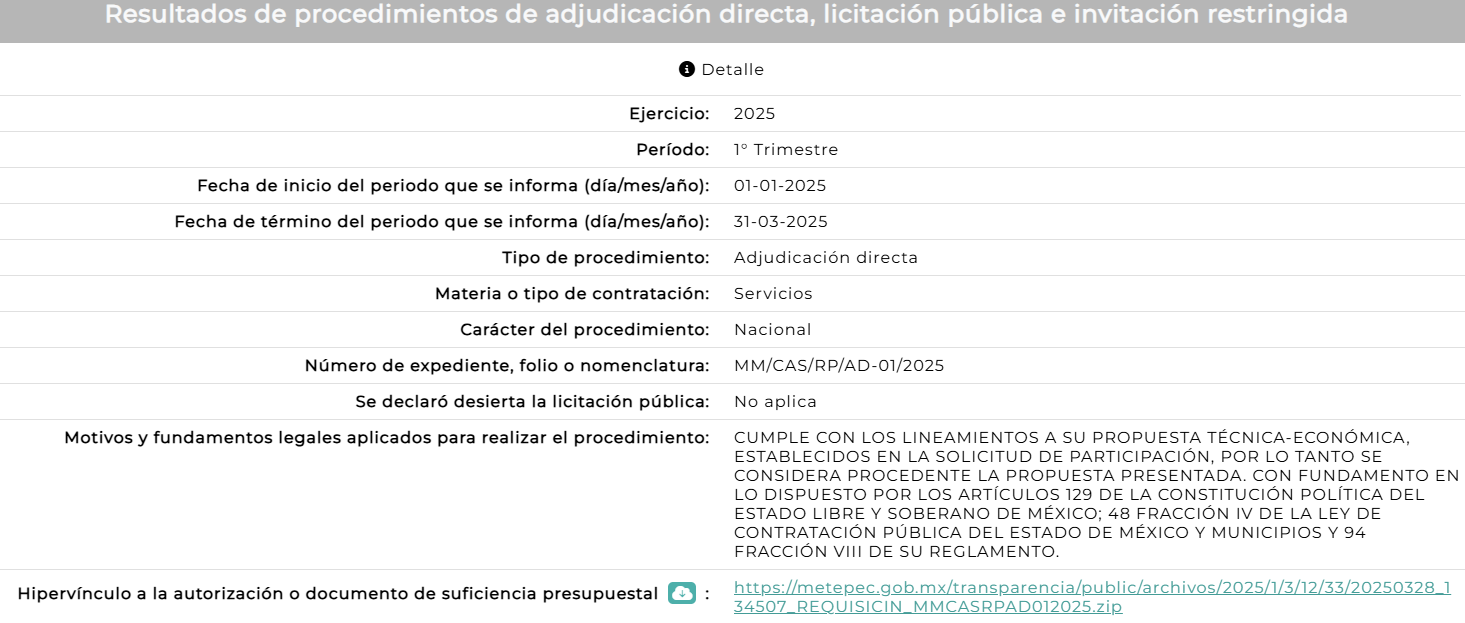 Resultados de procedimientos de adjudicación directa, licitación pública e invitación restringida
Detalle
Ejercicio: 2025
Período: 1° Trimestre
Fecha de inicio del periodo que se informa (día/mes/año): 01-01-2025
Fecha de término del periodo que se informa (día/mes/año): 31-03-2025
Tipo de procedimiento: Adjudicación directa
Materia o tipo de contratación: Servicios
Carácter del procedimiento: Nacional
Número de expediente, folio o nomenclatura: MM/CAS/RP/AD-01/2025
Se declaró desierta la licitación pública: No aplica
Motivos y fundamentos legales aplicados para realizar el procedimiento: CUMPLE CON LOS LINEAMIENTOS A SU PROPUESTA TÉCNICA-ECONÓMICA,
ESTABLECIDOS EN LA SOLICITUD DE PARTICIPACIÓN, POR LO TANTO SE
CONSIDERA PROCEDENTE LA PROPUESTA PRESENTADA. CON FUNDAMENTO EN
LO DISPUESTO POR LOS ARTÍCULOS 129 DE LA CONSTITUCIÓN POLÍTICA DEL
ESTADO LIBRE Y SOBERANO DE MÉXICO; 48 FRACCIÓN IV DE LA LEY DE
CONTRATACIÓN PÚBLICA DEL ESTADO DE MÉXICO Y MUNICIPIOS Y 94
FRACCIÓN VIII DE SU REGLAMENTO.
Hipervínculo a la autorización o documento de suficiencia presupuestal : https://metepec.gob.mx/transparencia/public/archivos/2025/1/3/12/33/20250328_1
34507_REQUISICIN_MMCASRPAD012025.zip